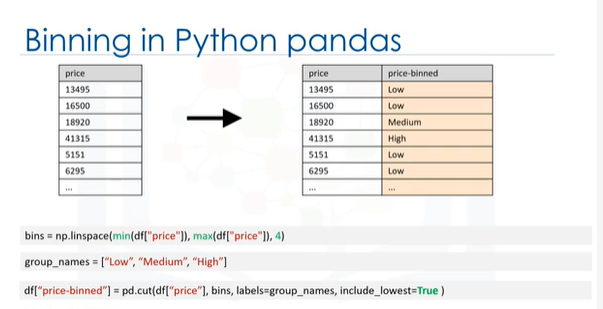 Binning in Python pandas
price
13495
16500
18920
41315
5151
6295
...
price price-binned
13495 Low
16500 Low
18920 Medium
41315 High
5151 Low
6295 Low
... ...
bins = np.linspace(min(df["price"]), max(df["price"]), 4)
group_names = [“Low”, “Medium”, “High”]
df[“price-binned”] = pd.cut(df[“price”], bins, labels=group_names, include_lowest=True )